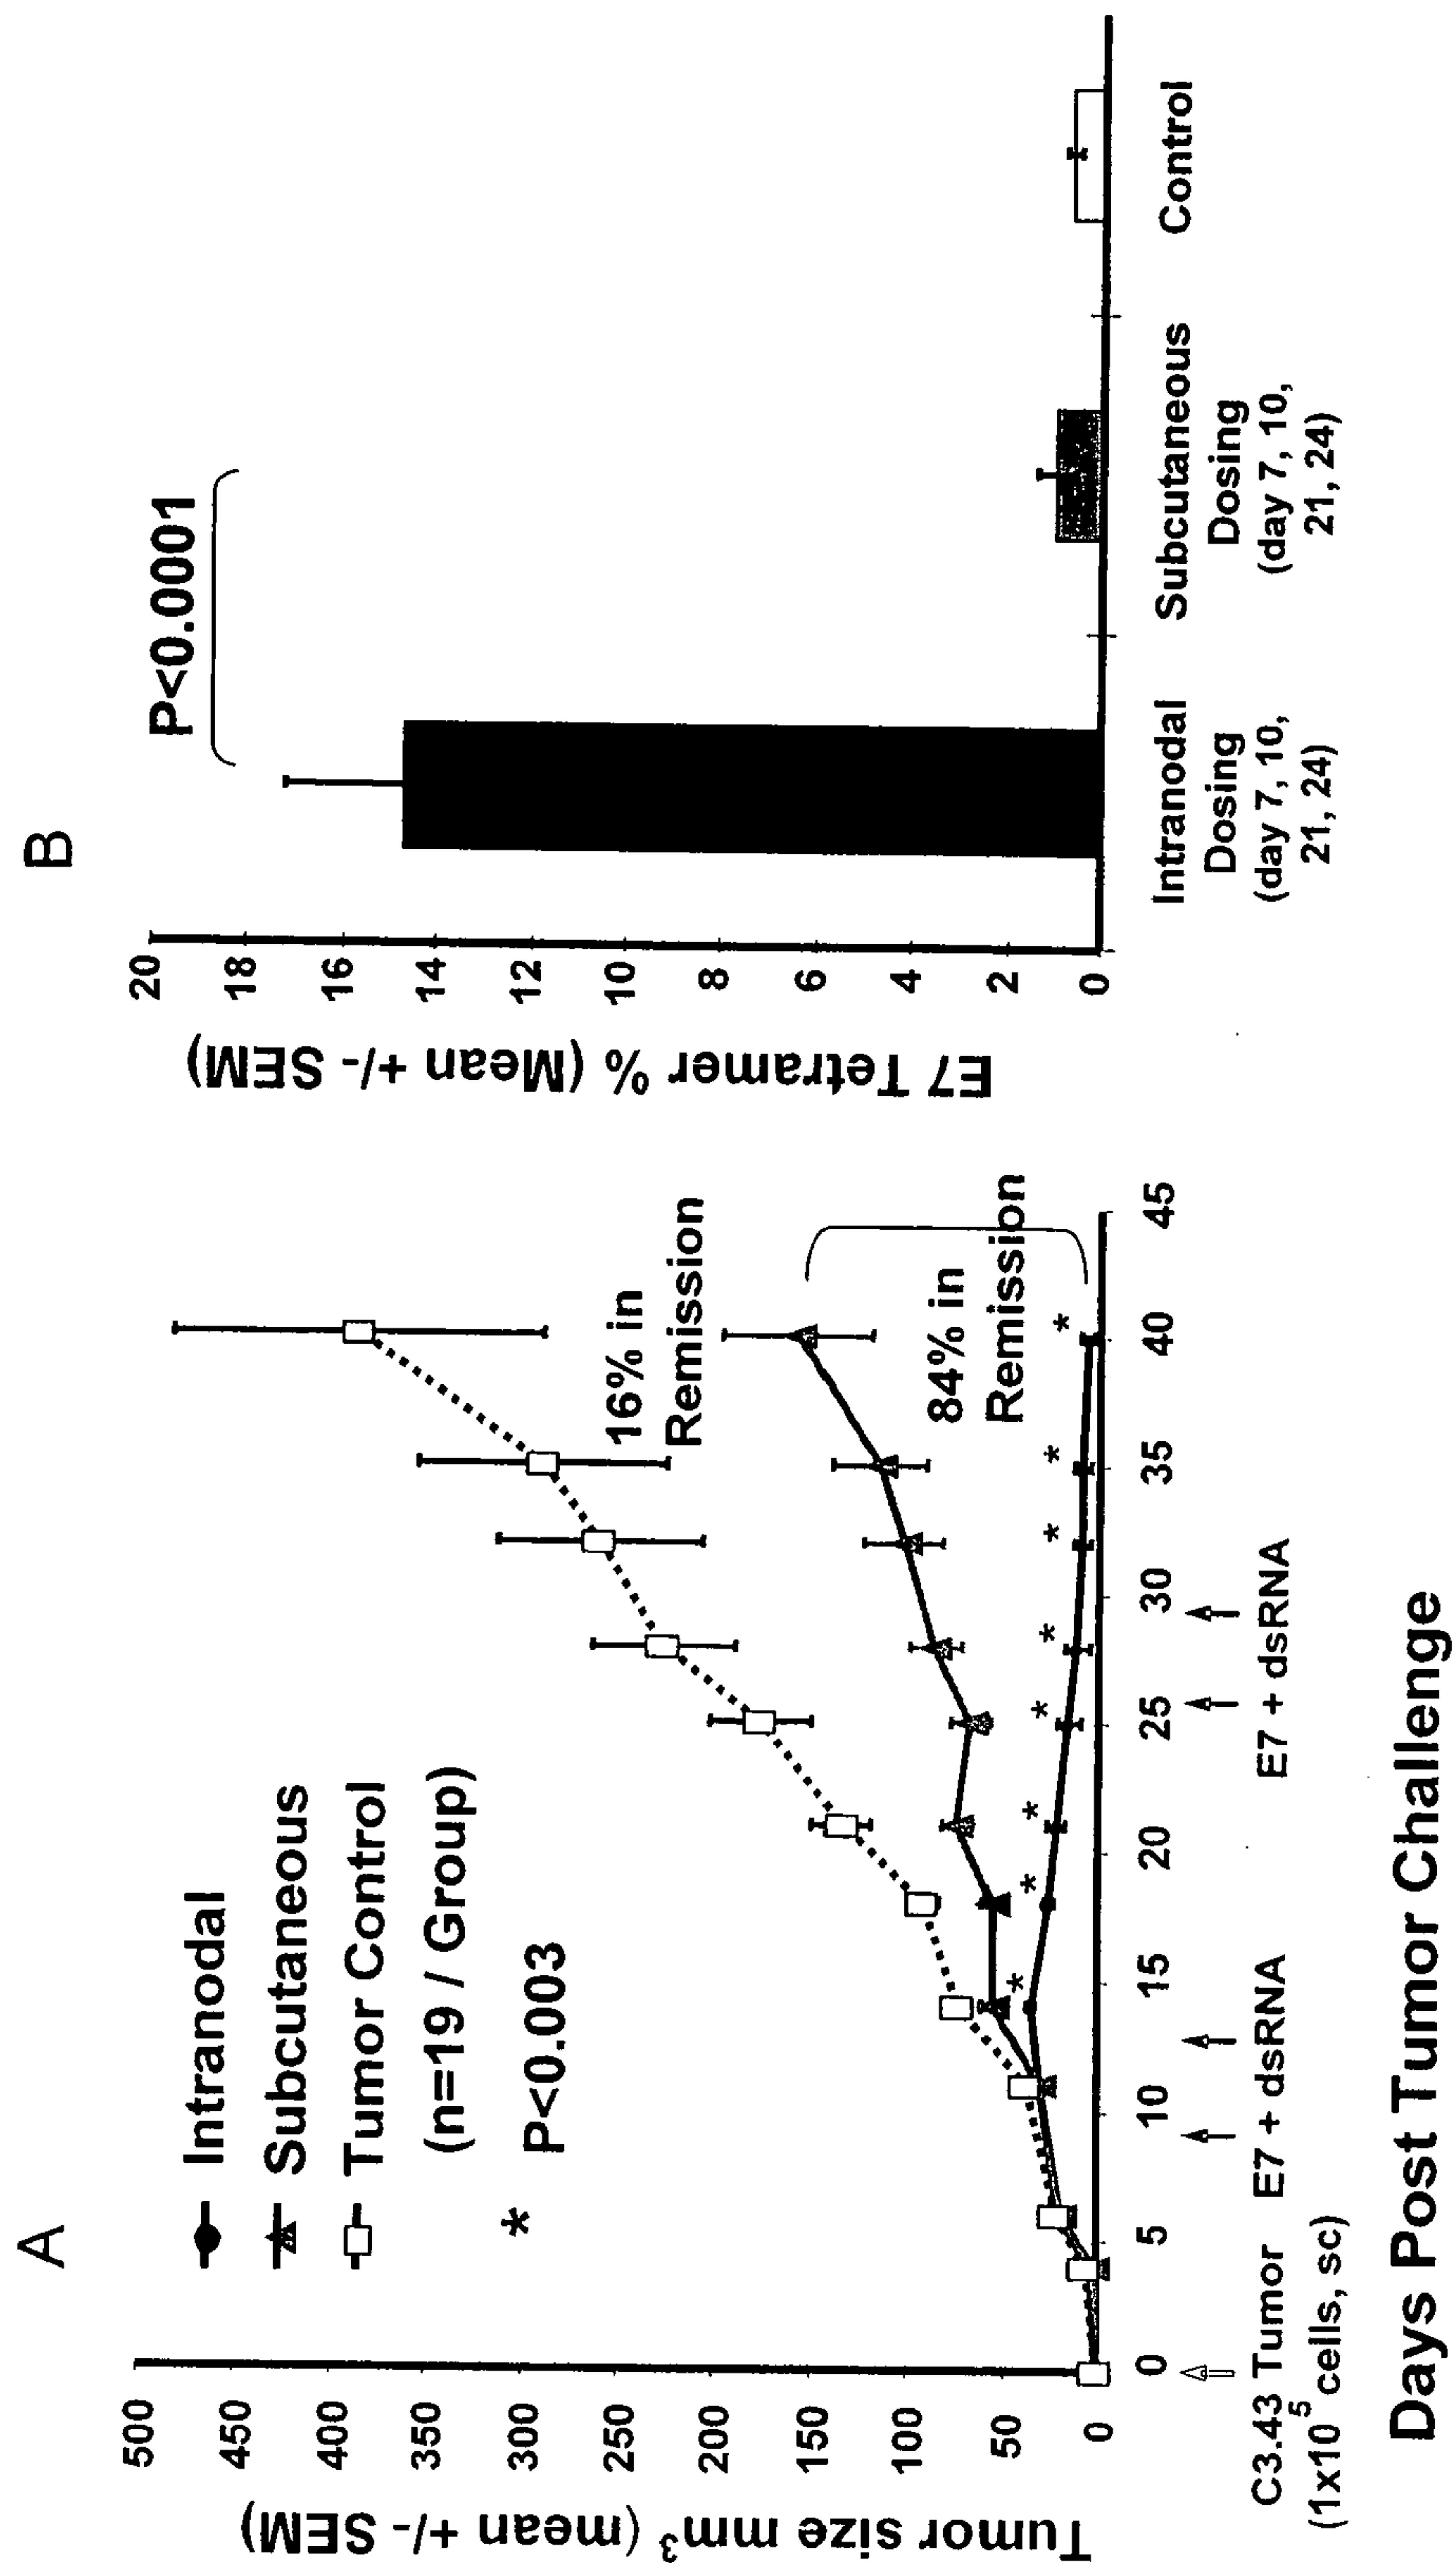 A
Tumor size mm³ (mean +/- SEM)
500
450
400
350
300
250
200
150
100
50
0
Intranodal
Subcutaneous
Tumor Control
(n=19 / Group)
*
P<0.003
16% in
Remission
84% in
Remission
*
*
*
*
*
*
*
*
0
5
10
15
20
25
30
35
40
45
C3.43 Tumor
(1x10⁵ cells, sc)
E7 + dsRNA
E7 + dsRNA
Days Post Tumor Challenge
B
E7 Tetramer % (Mean +/- SEM)
20
18
16
14
12
10
8
6
4
2
0
P<0.0001
Intranodal
Dosing
(day 7, 10,
21, 24)
Subcutaneous
Dosing
(day 7, 10,
21, 24)
Control